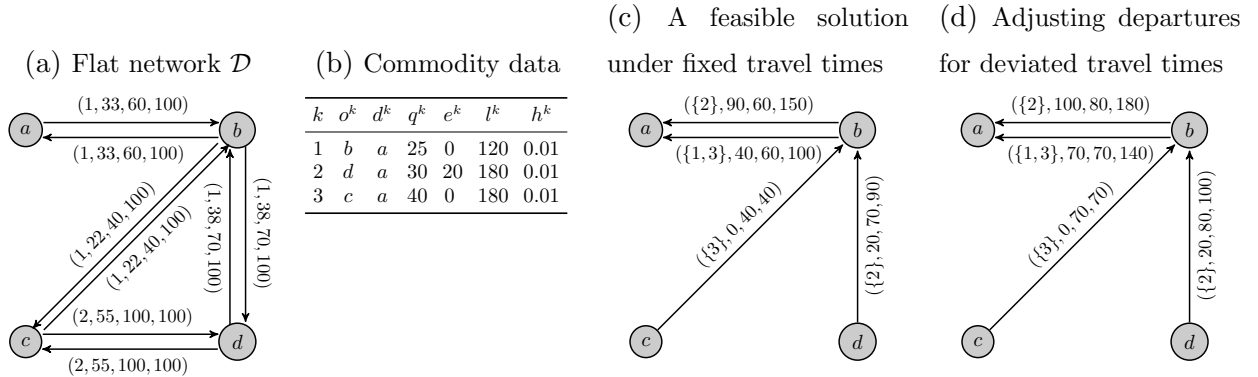 (a) Flat network $\mathcal{D}$
(1, 33, 60, 100)
a
b
(1, 33, 60, 100)
(1, 22, 40, 100)
(1, 22, 40, 100)
(1, 38, 70, 100)
(1, 38, 70, 100)
(2, 55, 100, 100)
c
d
(2, 55, 100, 100)
(b) Commodity data
k o^k d^k q^k e^k l^k h^k
1 b a 25 0 120 0.01
2 d a 30 20 180 0.01
3 c a 40 0 180 0.01
(c) A feasible solution
under fixed travel times
({2}, 90, 60, 150)
a
b
({1, 3}, 40, 60, 100)
({3}, 0, 40, 40)
({2}, 20, 70, 90)
c
d
(d) Adjusting departures
for deviated travel times
({2}, 100, 80, 180)
a
b
({1, 3}, 70, 70, 140)
({3}, 0, 70, 70)
({2}, 20, 80, 100)
c
d